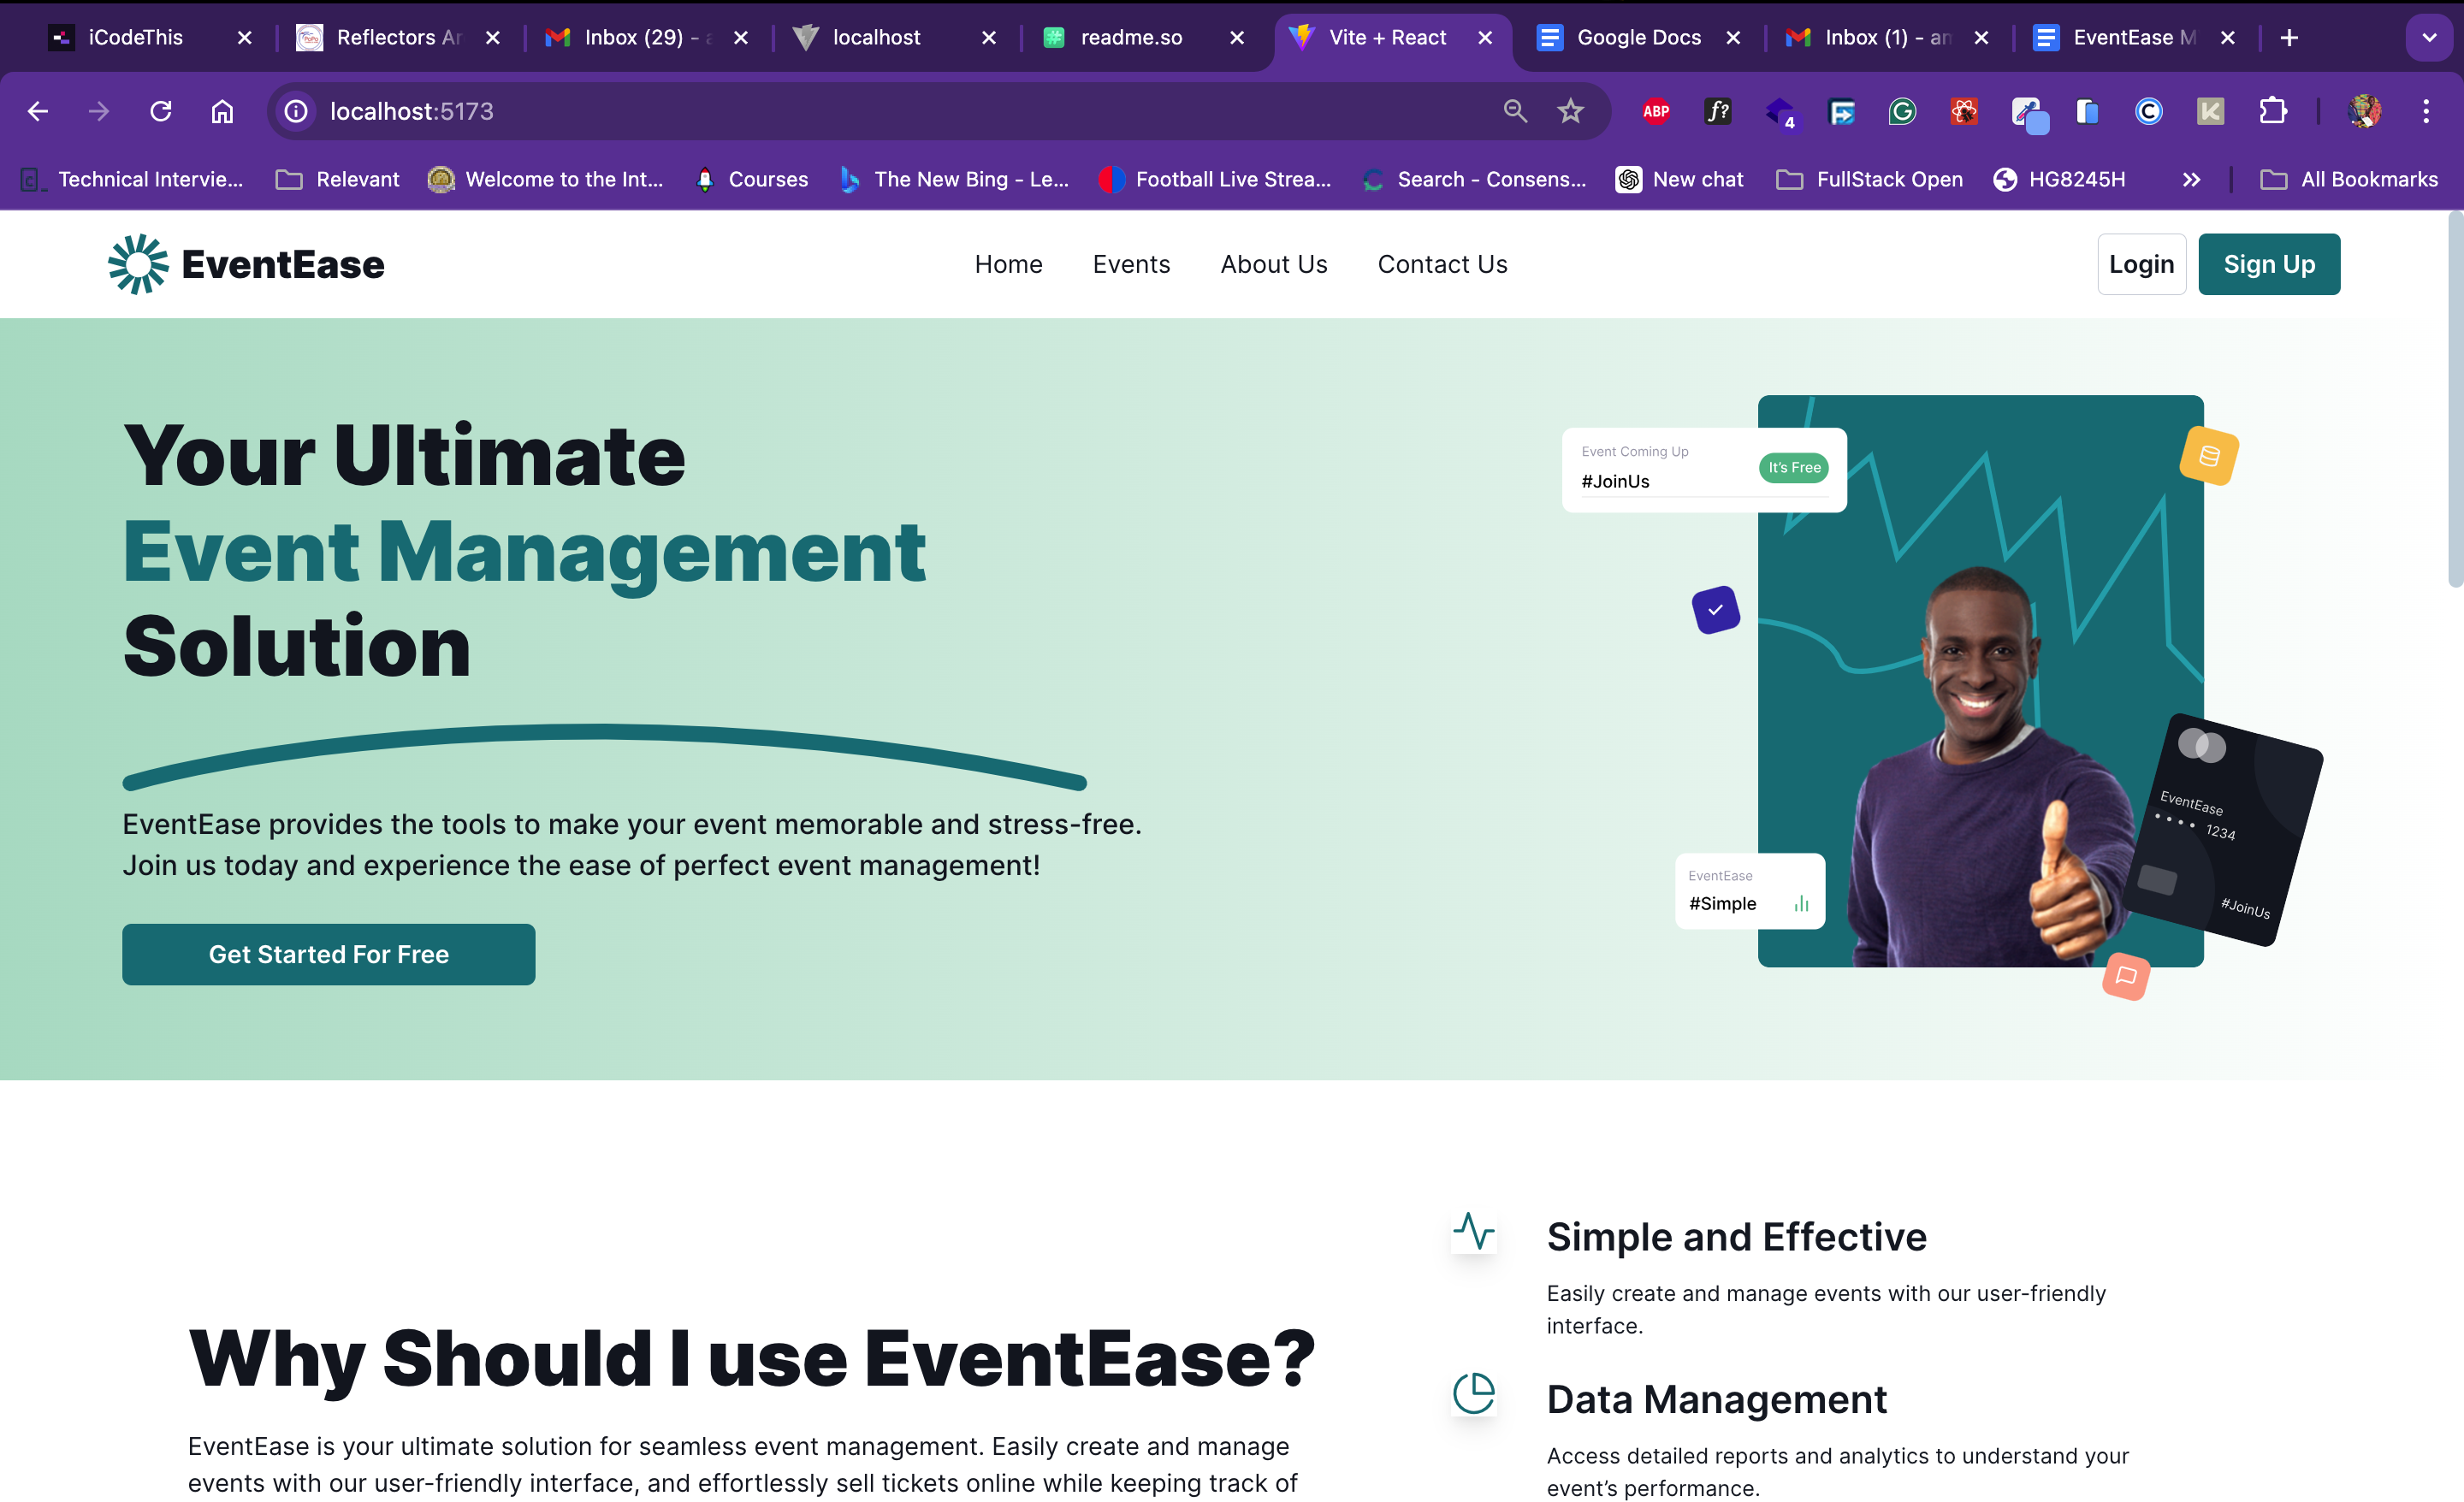 iCodeThis
Reflectors Ar
Inbox (29) - a
localhost
readme.so
Vite + React
Google Docs
Inbox (1) - an
EventEase M
localhost:5173
ABP
f?
4
Technical Intervie...
Relevant
Welcome to the Int...
Courses
The New Bing - Le...
Football Live Strea...
Search - Consens...
New chat
FullStack Open
HG8245H
All Bookmarks
EventEase
Home
Events
About Us
Contact Us
Login
Sign Up
Your Ultimate
Event Management
Solution
EventEase provides the tools to make your event memorable and stress-free.
Join us today and experience the ease of perfect event management!
Get Started For Free
Event Coming Up
#JoinUs
It's Free
EventEase
•••• 1234
#JoinUs
EventEase
#Simple
Why Should I use EventEase?
EventEase is your ultimate solution for seamless event management. Easily create and manage
events with our user-friendly interface, and effortlessly sell tickets online while keeping track of
Simple and Effective
Easily create and manage events with our user-friendly
interface.
Data Management
Access detailed reports and analytics to understand your
event's performance.